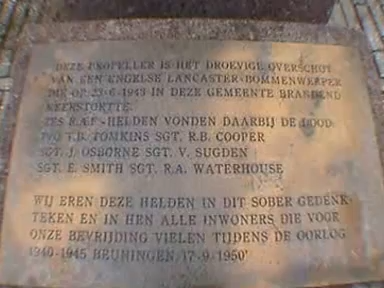 DEZE PROPELLER IS HET DROEVIGE OVERSCHOT
VAN EEN ENGELSE LANCASTER-BOMMENWERPER
DIE OP 23-6-1943 IN DEZE GEMEENTE BRANDEND
NEERSTORTTE.
ZES R.A.F.-HELDEN VONDEN DAARBIJ DE DOOD:
T.B. TOMKINS SGT. R.B. COOPER
SGT. J. OSBORNE SGT. V. SUGDEN
SGT. E. SMITH SGT. R.A. WATERHOUSE
WIJ EREN DEZE HELDEN IN DIT SOBER GEDENK-
TEKEN EN IN HEN ALLE INWONERS DIE VOOR
ONZE BEVRIJDING VIELEN TIJDENS DE OORLOG
1940-1945 BEUNINGEN, 17-9-1950